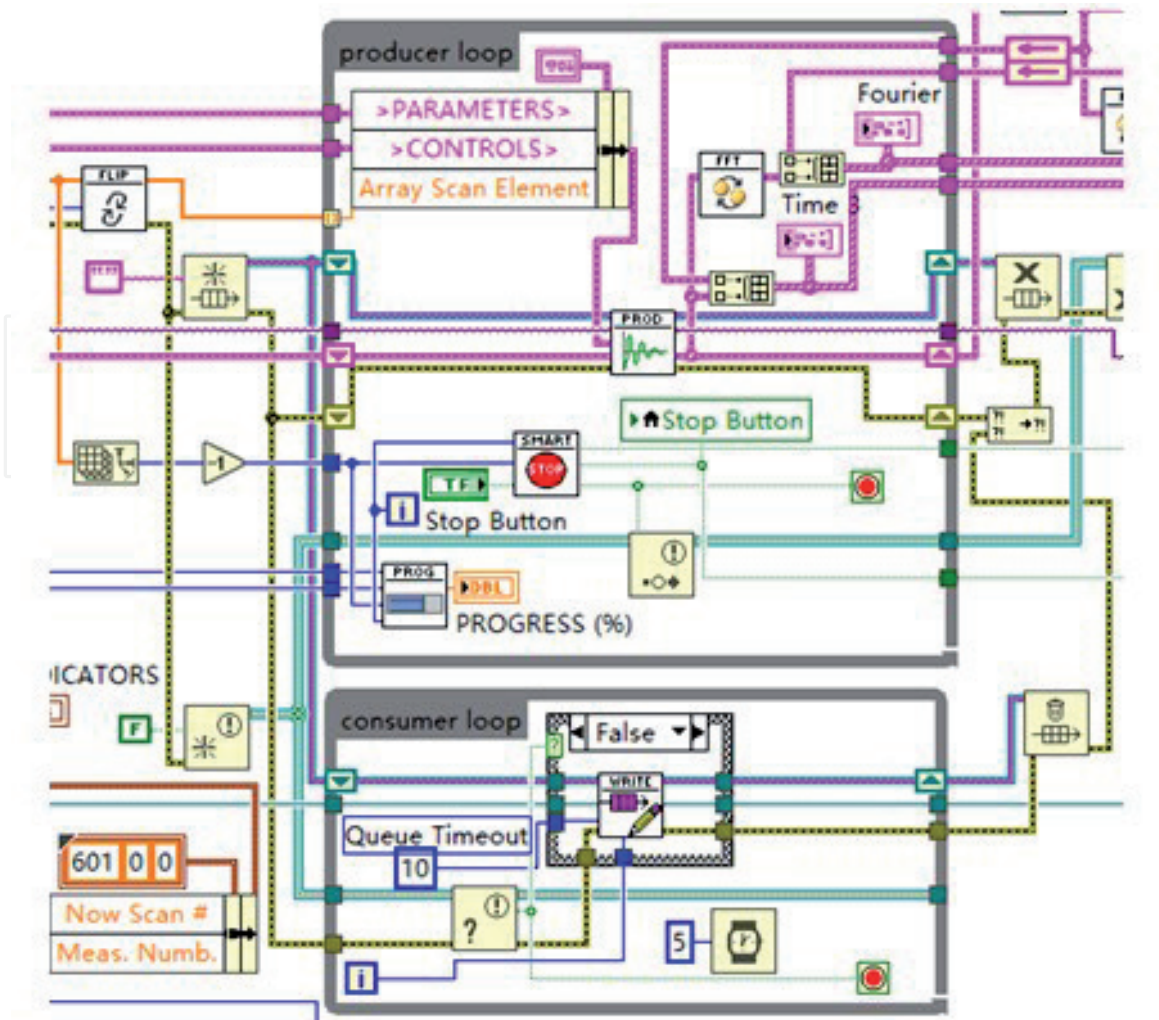 producer loop
>PARAMETERS>
>CONTROLS>
Array Scan Element
Fourier
FFT
Time
FLIP
PROD
-1
Stop Button
SMART
STOP
TF
i
Stop Button
PROG
DBL
PROGRESS (%)
ICATORS
F
consumer loop
False
?
WRITE
Queue Timeout
10
601 0 0
Now Scan #
Meas. Numb.
?
5
i